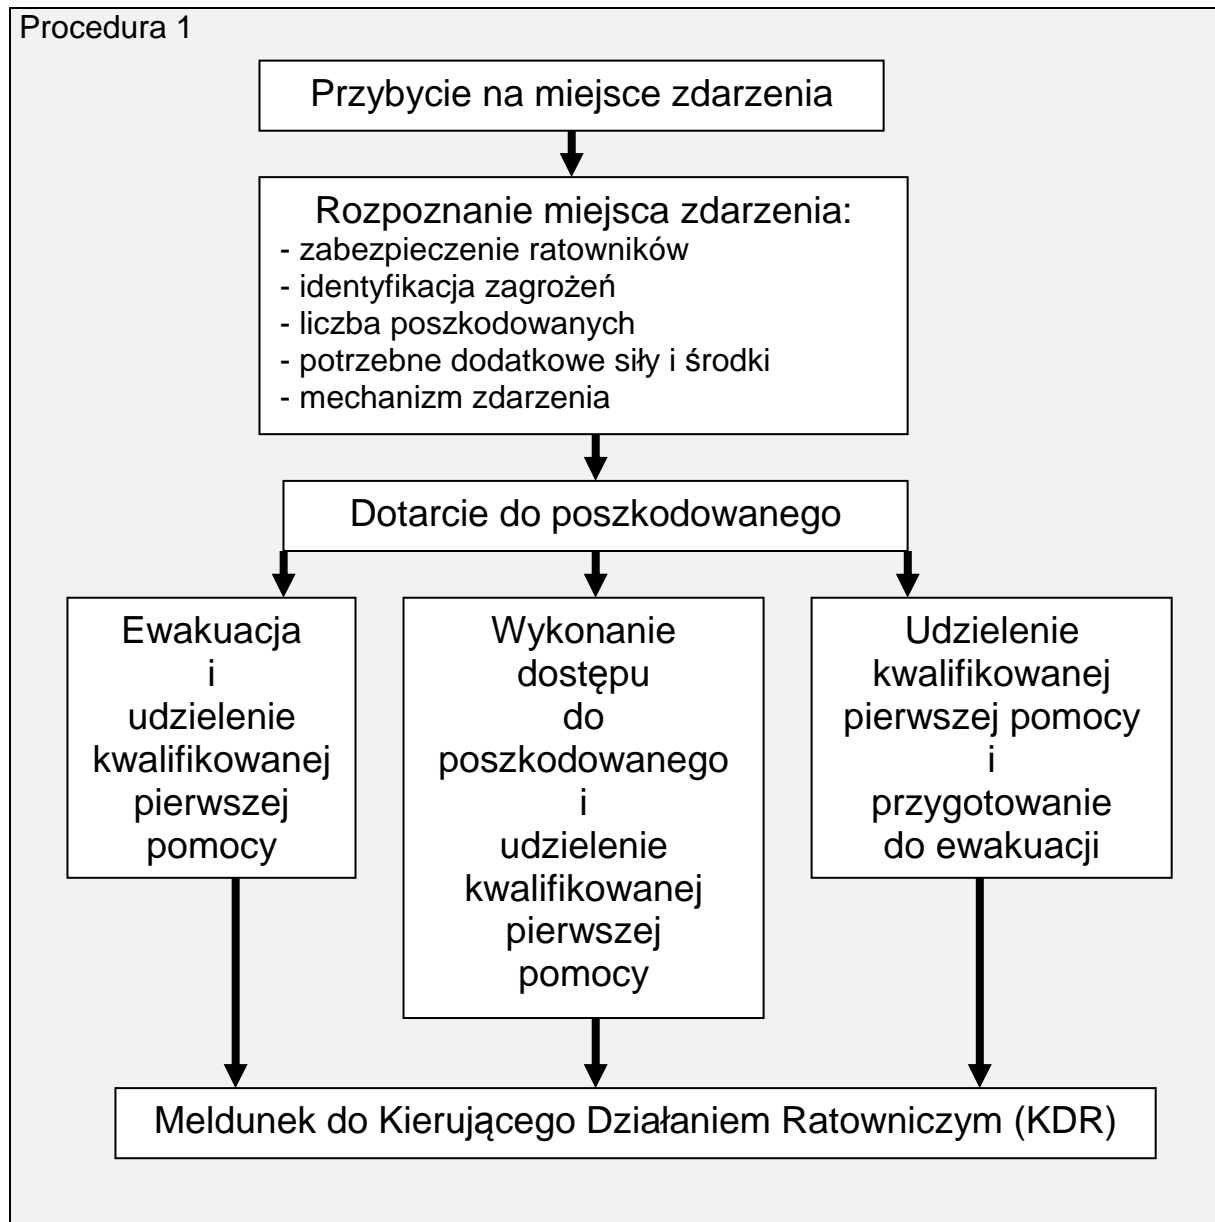 Procedura 1
Przybycie na miejsce zdarzenia
Rozpoznanie miejsca zdarzenia:
- zabezpieczenie ratowników
- identyfikacja zagrożeń
- liczba poszkodowanych
- potrzebne dodatkowe siły i środki
- mechanizm zdarzenia
Dotarcie do poszkodowanego
Ewakuacja
i
udzielenie
kwalifikowanej
pierwszej
pomocy
Wykonanie
dostępu
do
poszkodowanego
i
udzielenie
kwalifikowanej
pierwszej
pomocy
Udzielenie
kwalifikowanej
pierwszej pomocy
i
przygotowanie
do ewakuacji
Meldunek do Kierującego Działaniem Ratowniczym (KDR)